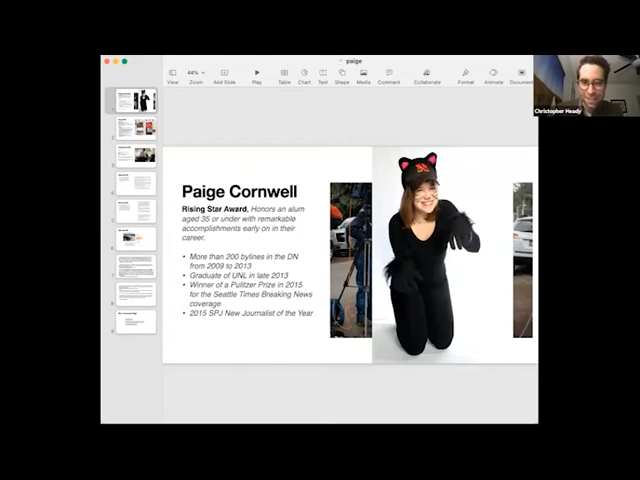 paige
44%
View
Zoom
Add Slide
Play
Table
Chart
Text
Shape
Media
Comment
Collaborate
Format
Animate
Document
Christopher Heady
Paige Cornwell
Rising Star Award, Honors an alum
aged 35 or under with remarkable
accomplishments early on in their
career.
• More than 200 bylines in the DN
from 2009 to 2013
• Graduate of UNL in late 2013
• Winner of a Pulitzer Prize in 2015
for the Seattle Times Breaking News
coverage
• 2015 SPJ New Journalist of the Year
N